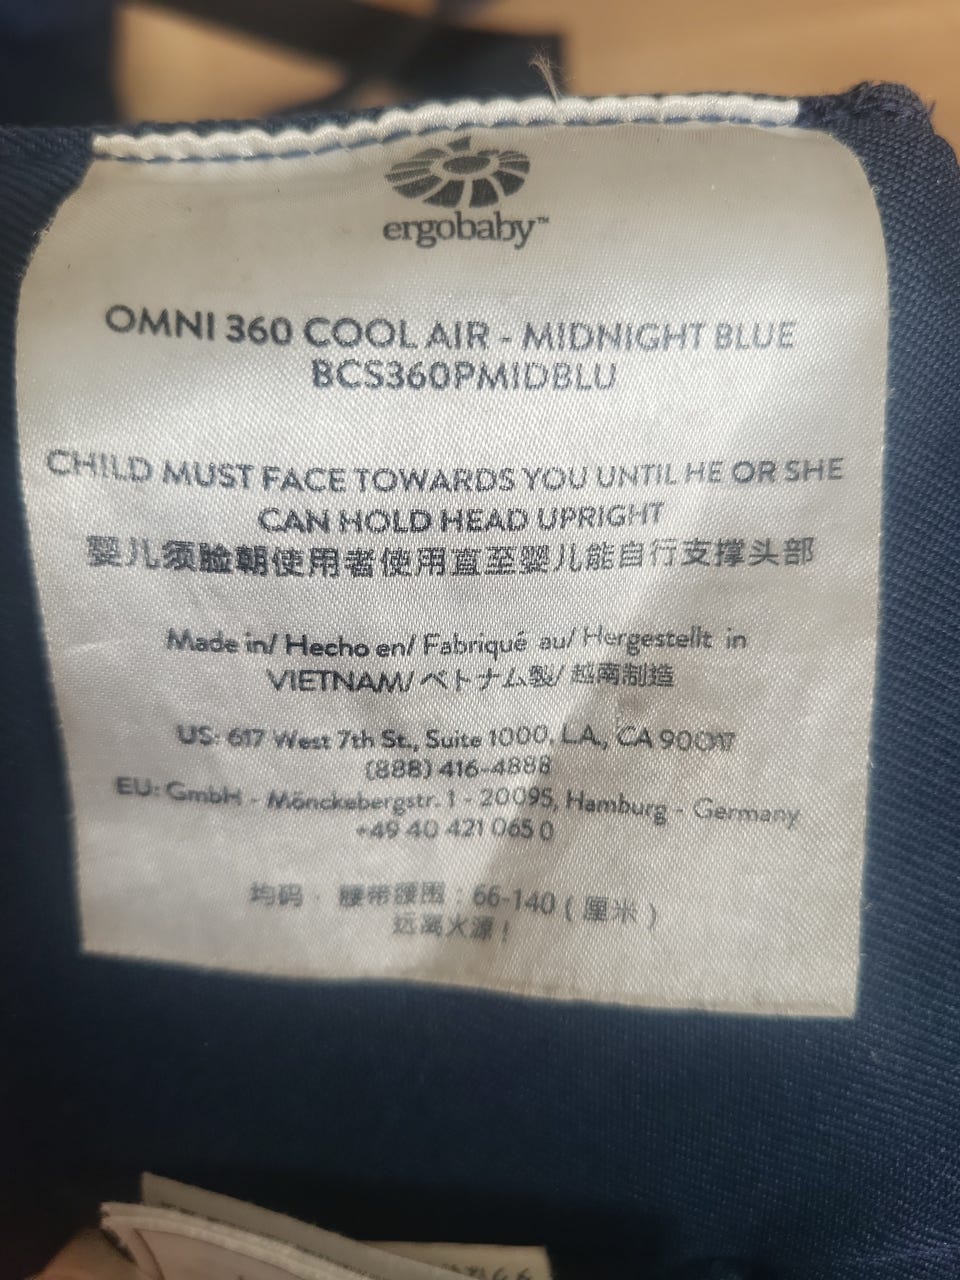 ergobaby™
OMNI 360 COOL AIR - MIDNIGHT BLUE
BCS360PMIDBLU
CHILD MUST FACE TOWARDS YOU UNTIL HE OR SHE
CAN HOLD HEAD UPRIGHT
婴儿须脸朝使用者使用直至婴儿能自行支撑头部
Made in/ Hecho en/ Fabriqué au/ Hergestellt in
VIETNAM/ ベトナム製/ 越南制造
US: 617 West 7th St., Suite 1000, LA., CA 90017
(888) 416-4888
EU: GmbH - Mönckebergstr. 1 - 20095, Hamburg - Germany
+49 40 421 065 0
均码 · 腰带腰围 : 66-140 ( 厘米 )
远离火源 !